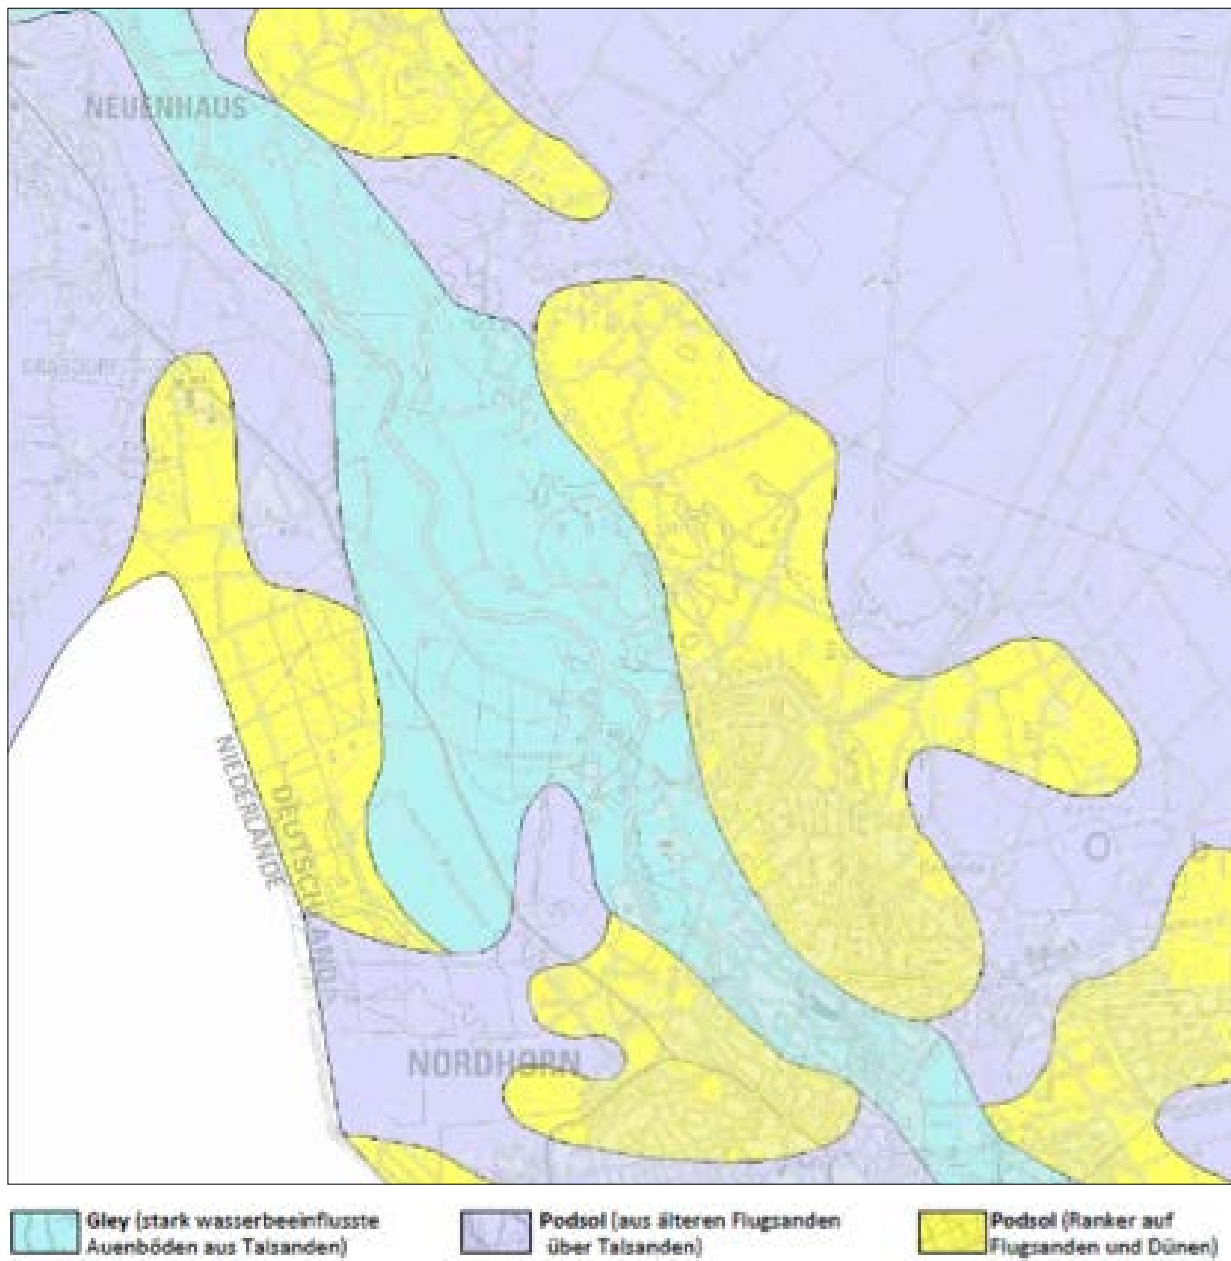 NEUENHAUS
NIEDERLANDE
DEUTSCHLAND
NORDHORN
Gley (stark wasserbeeinflusste
Auenböden aus Talsanden)
Podsol (aus älteren Flugsanden
über Talsanden)
Podsol (Ranker auf
Flugsanden und Dünen)